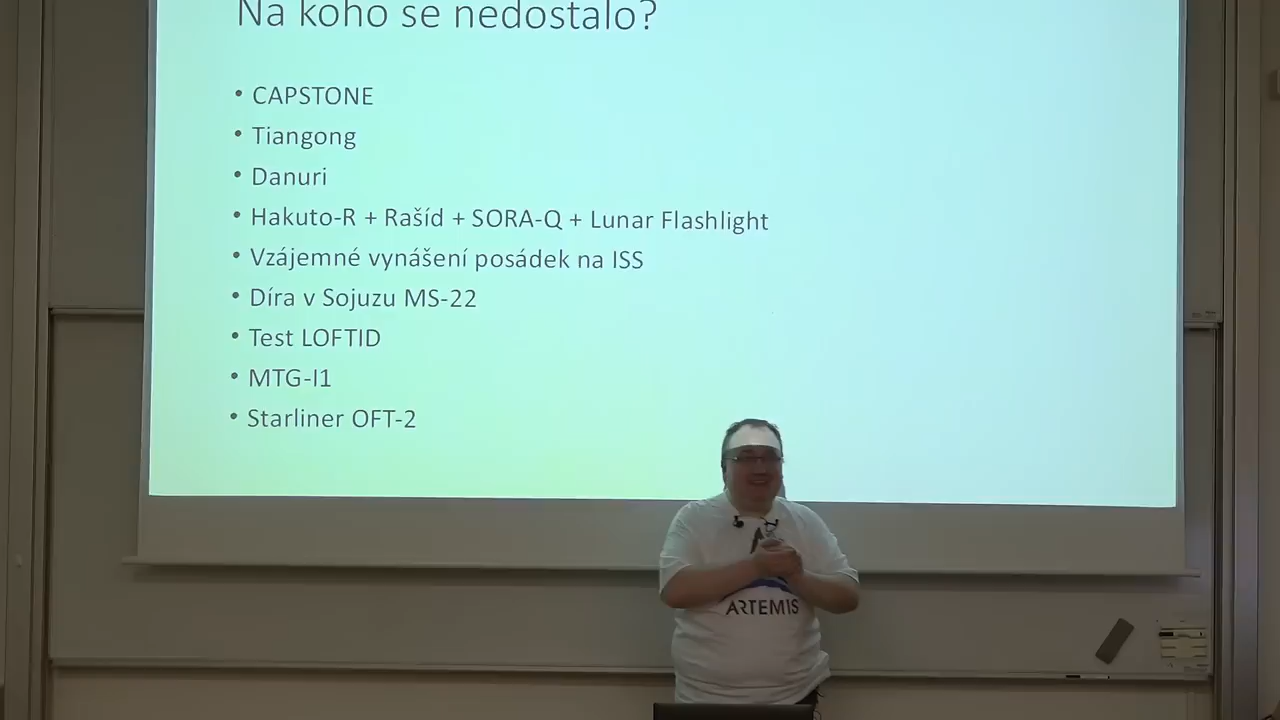 Na koho se nedostalo?
• CAPSTONE
• Tiangong
• Danuri
• Hakuto-R + Rašíd + SORA-Q + Lunar Flashlight
• Vzájemné vynášení posádek na ISS
• Díra v Sojuzu MS-22
• Test LOFTID
• MTG-I1
• Starliner OFT-2
ARTEMIS